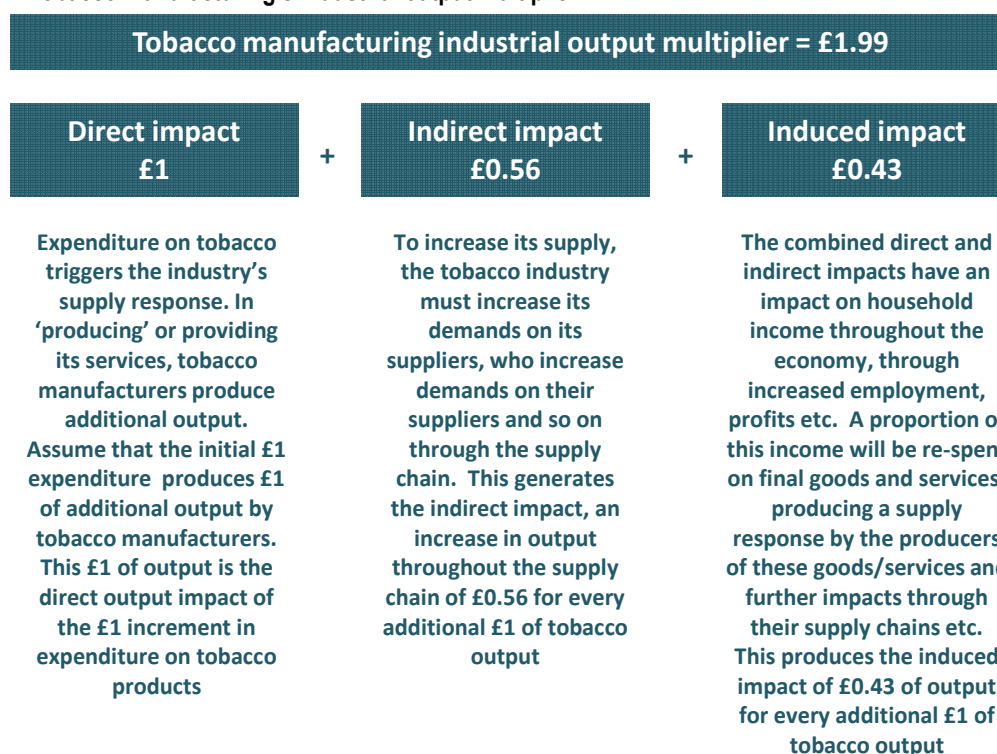 Tobacco manufacturing industrial output multiplier = £1.99
Direct impact
£1
+
Indirect impact
£0.56
+
Induced impact
£0.43
Expenditure on tobacco
triggers the industry's
supply response. In
‘producing’ or providing
its services, tobacco
manufacturers produce
additional output.
Assume that the initial £1
expenditure produces £1
of additional output by
tobacco manufacturers.
This £1 of output is the
direct output impact of
the £1 increment in
expenditure on tobacco
products
To increase its supply,
the tobacco industry
must increase its
demands on its
suppliers, who increase
demands on their
suppliers and so on
through the supply
chain. This generates
the indirect impact, an
increase in output
throughout the supply
chain of £0.56 for every
additional £1 of tobacco
output
The combined direct and
indirect impacts have an
impact on household
income throughout the
economy, through
increased employment,
profits etc. A proportion o
this income will be re-spen
on final goods and services
producing a supply
response by the producers
of these goods/services and
further impacts through
their supply chains etc.
This produces the induced
impact of £0.43 of output
for every additional £1 of
tobacco output